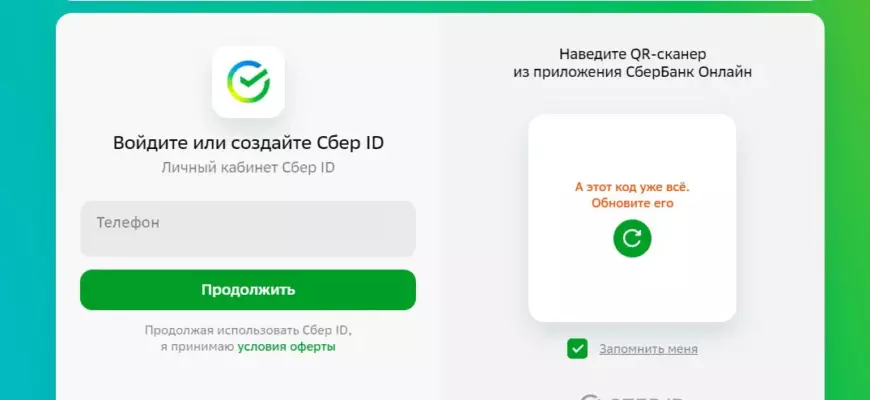 Войдите или создайте Сбер ID
Личный кабинет Сбер ID
Телефон
Продолжить
Продолжая использовать Сбер ID,
я принимаю условия оферты
Наведите QR-сканер
из приложения СберБанк Онлайн
А этот код уже всё.
Обновите его
Запомнить меня